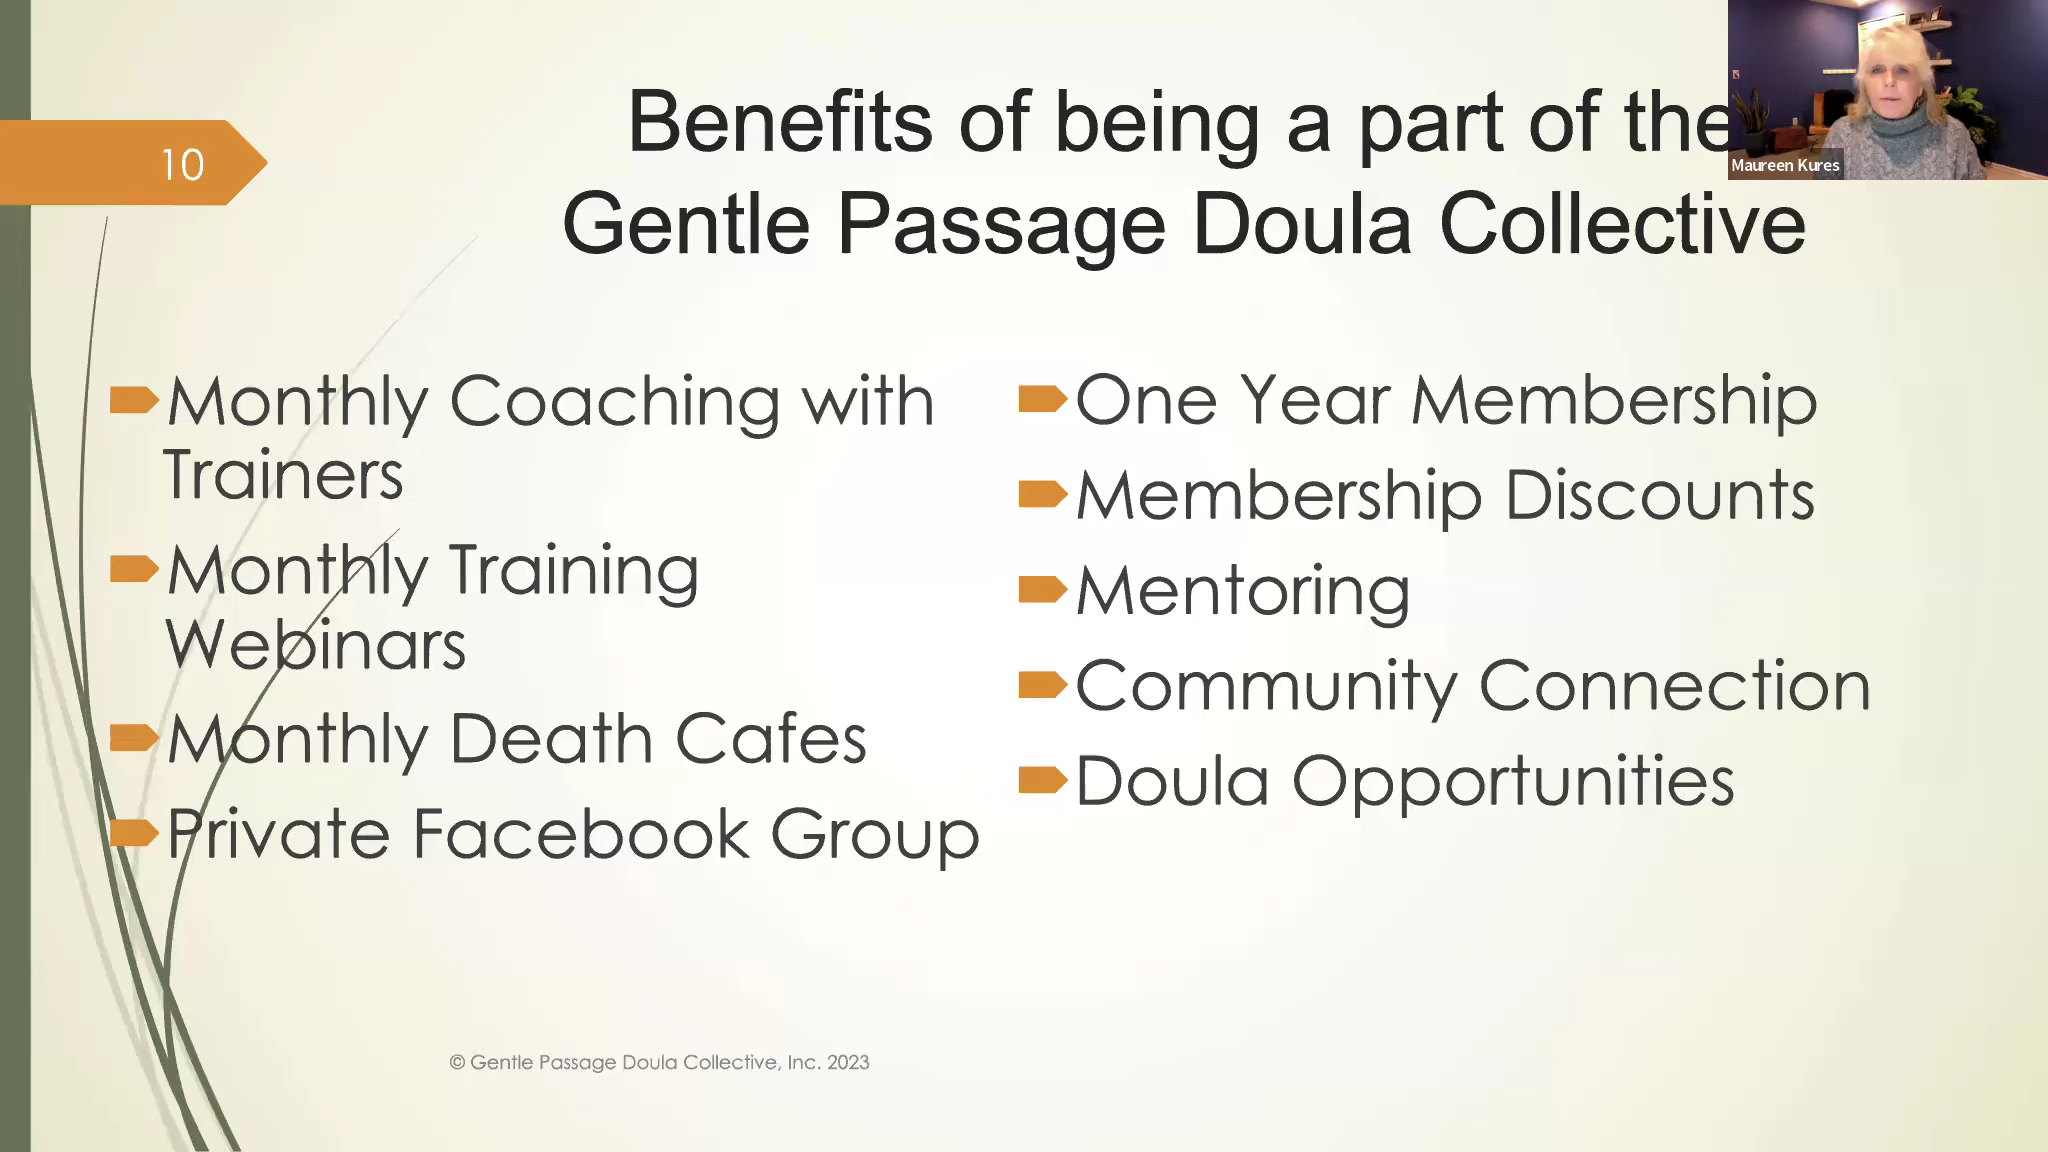 10
Benefits of being a part of the
Gentle Passage Doula Collective
Maureen Kures
Monthly Coaching with
Trainers
Monthly Training
Webinars
Monthly Death Cafes
Private Facebook Group
One Year Membership
Membership Discounts
Mentoring
Community Connection
Doula Opportunities
© Gentle Passage Doula Collective, Inc. 2023